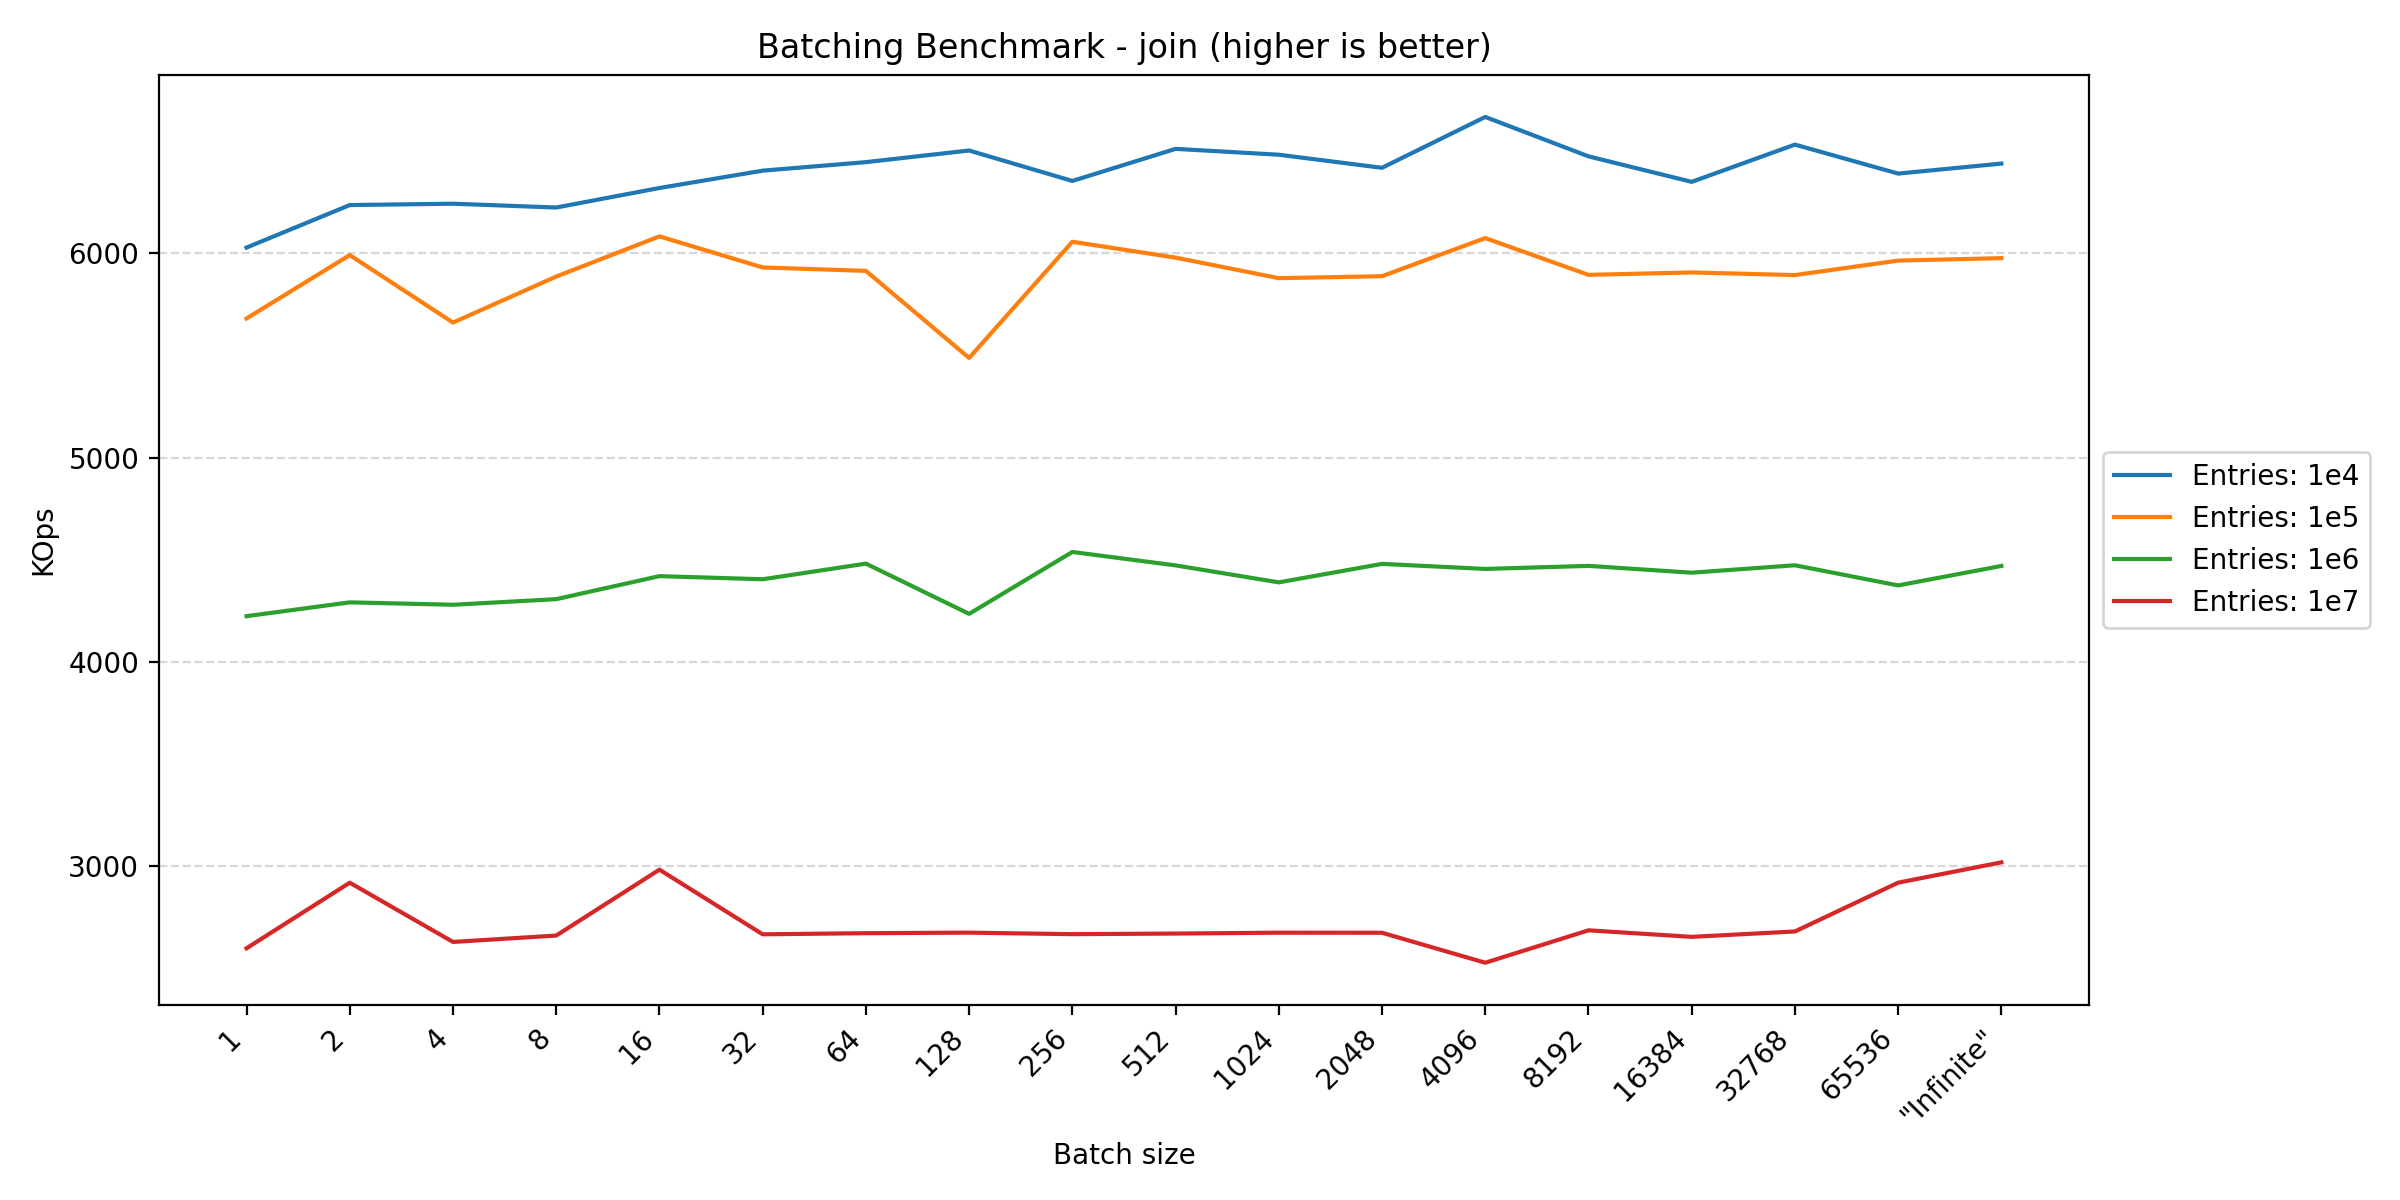 Batching Benchmark - join (higher is better)
KOps
6000
5000
4000
3000
1
2
4
8
16
32
64
128
256
512
1024
2048
4096
8192
16384
32768
65536
"Infinite"
Batch size
Entries: 1e4
Entries: 1e5
Entries: 1e6
Entries: 1e7